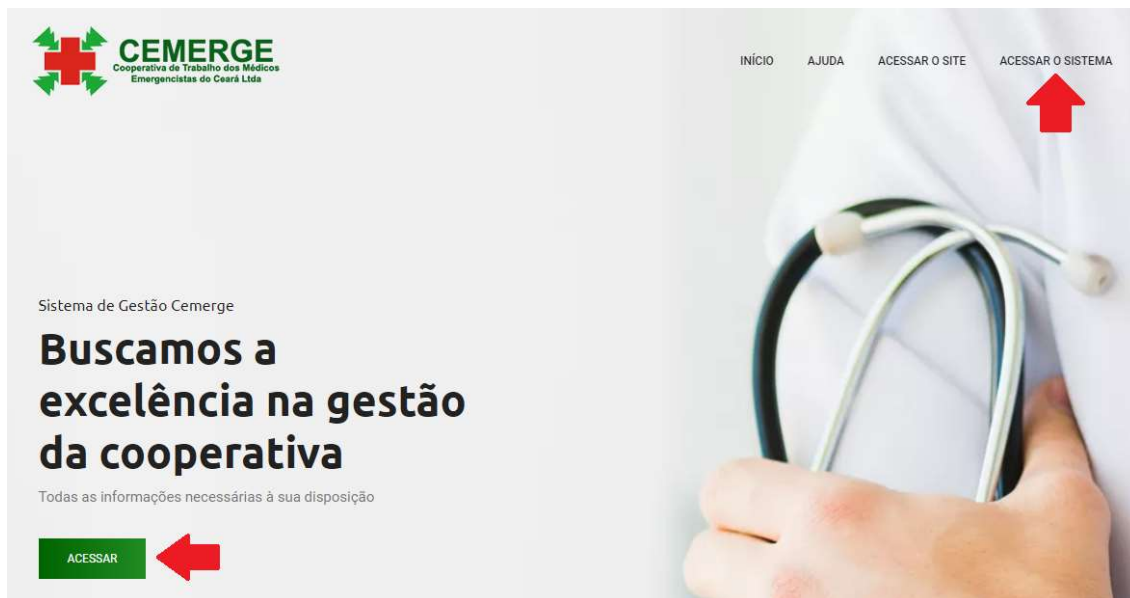 CEMERGE
Cooperativa de Trabalho dos Médicos
Emergencistas do Ceará Ltda
INÍCIO AJUDA ACESSAR O SITE ACESSAR O SISTEMA
Sistema de Gestão Cemerge
Buscamos a
excelência na gestão
da cooperativa
Todas as informações necessárias à sua disposição
ACESSAR